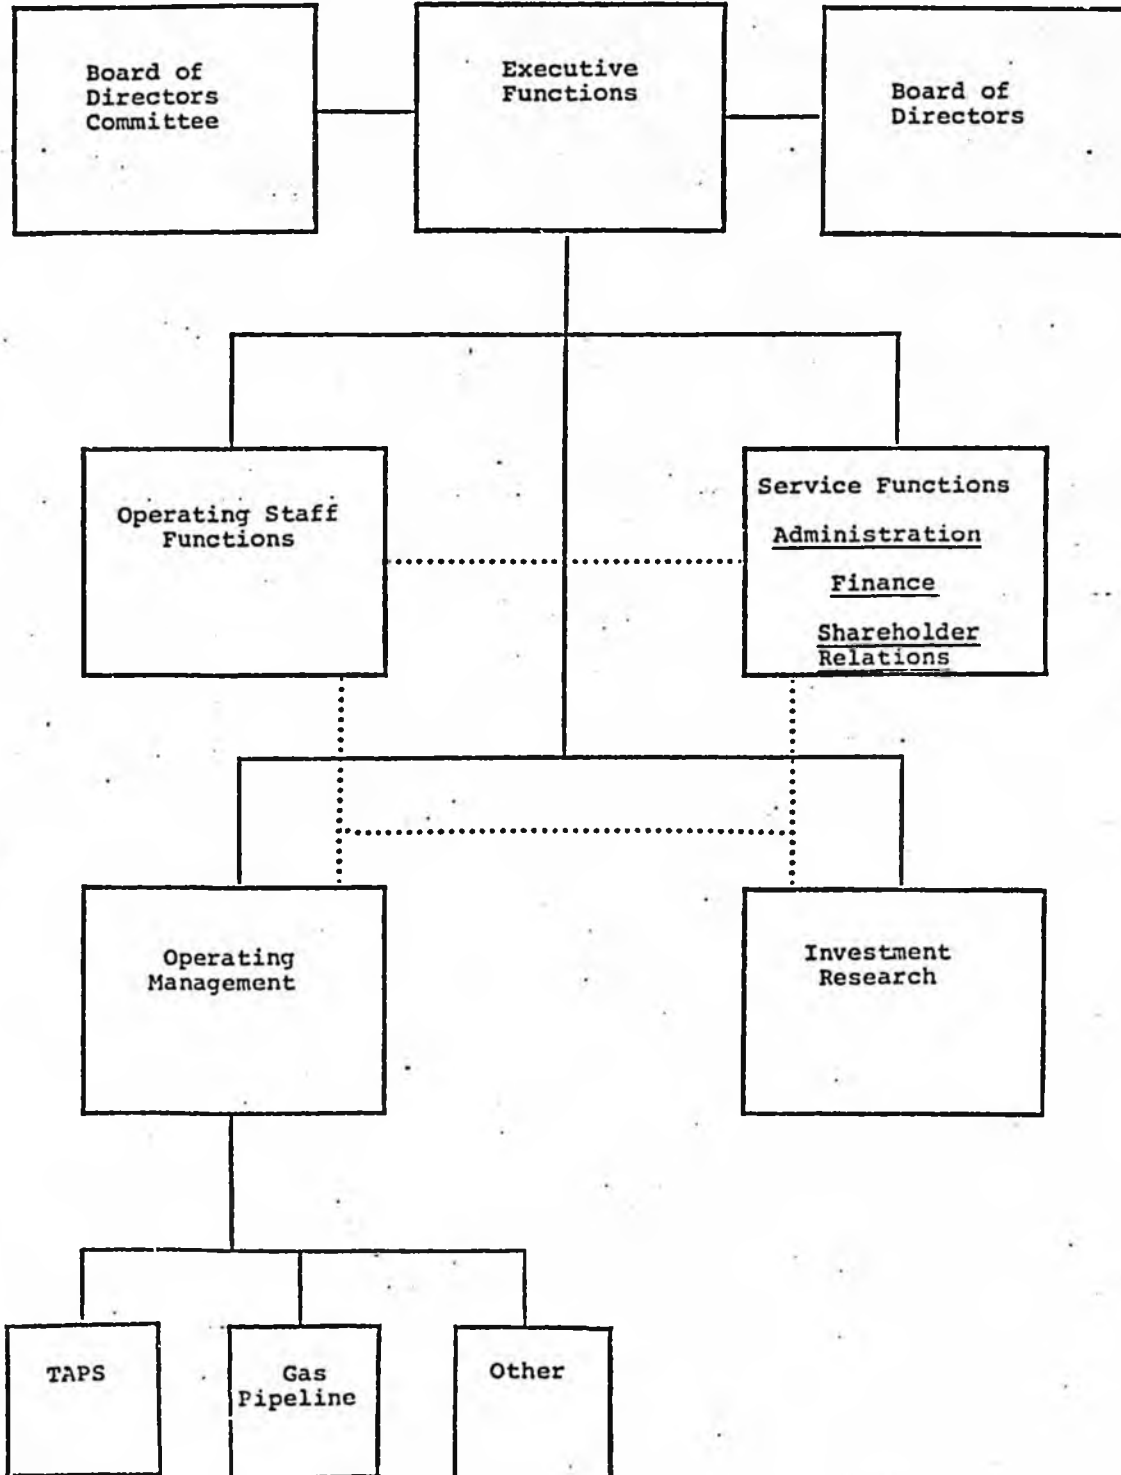 Board of
Directors
Committee
Executive
Functions
Board of
Directors
Operating Staff
Functions
Service Functions
Administration
Finance
Shareholder
Relations
Operating
Management
Investment
Research
TAPS
Gas
Pipeline
Other